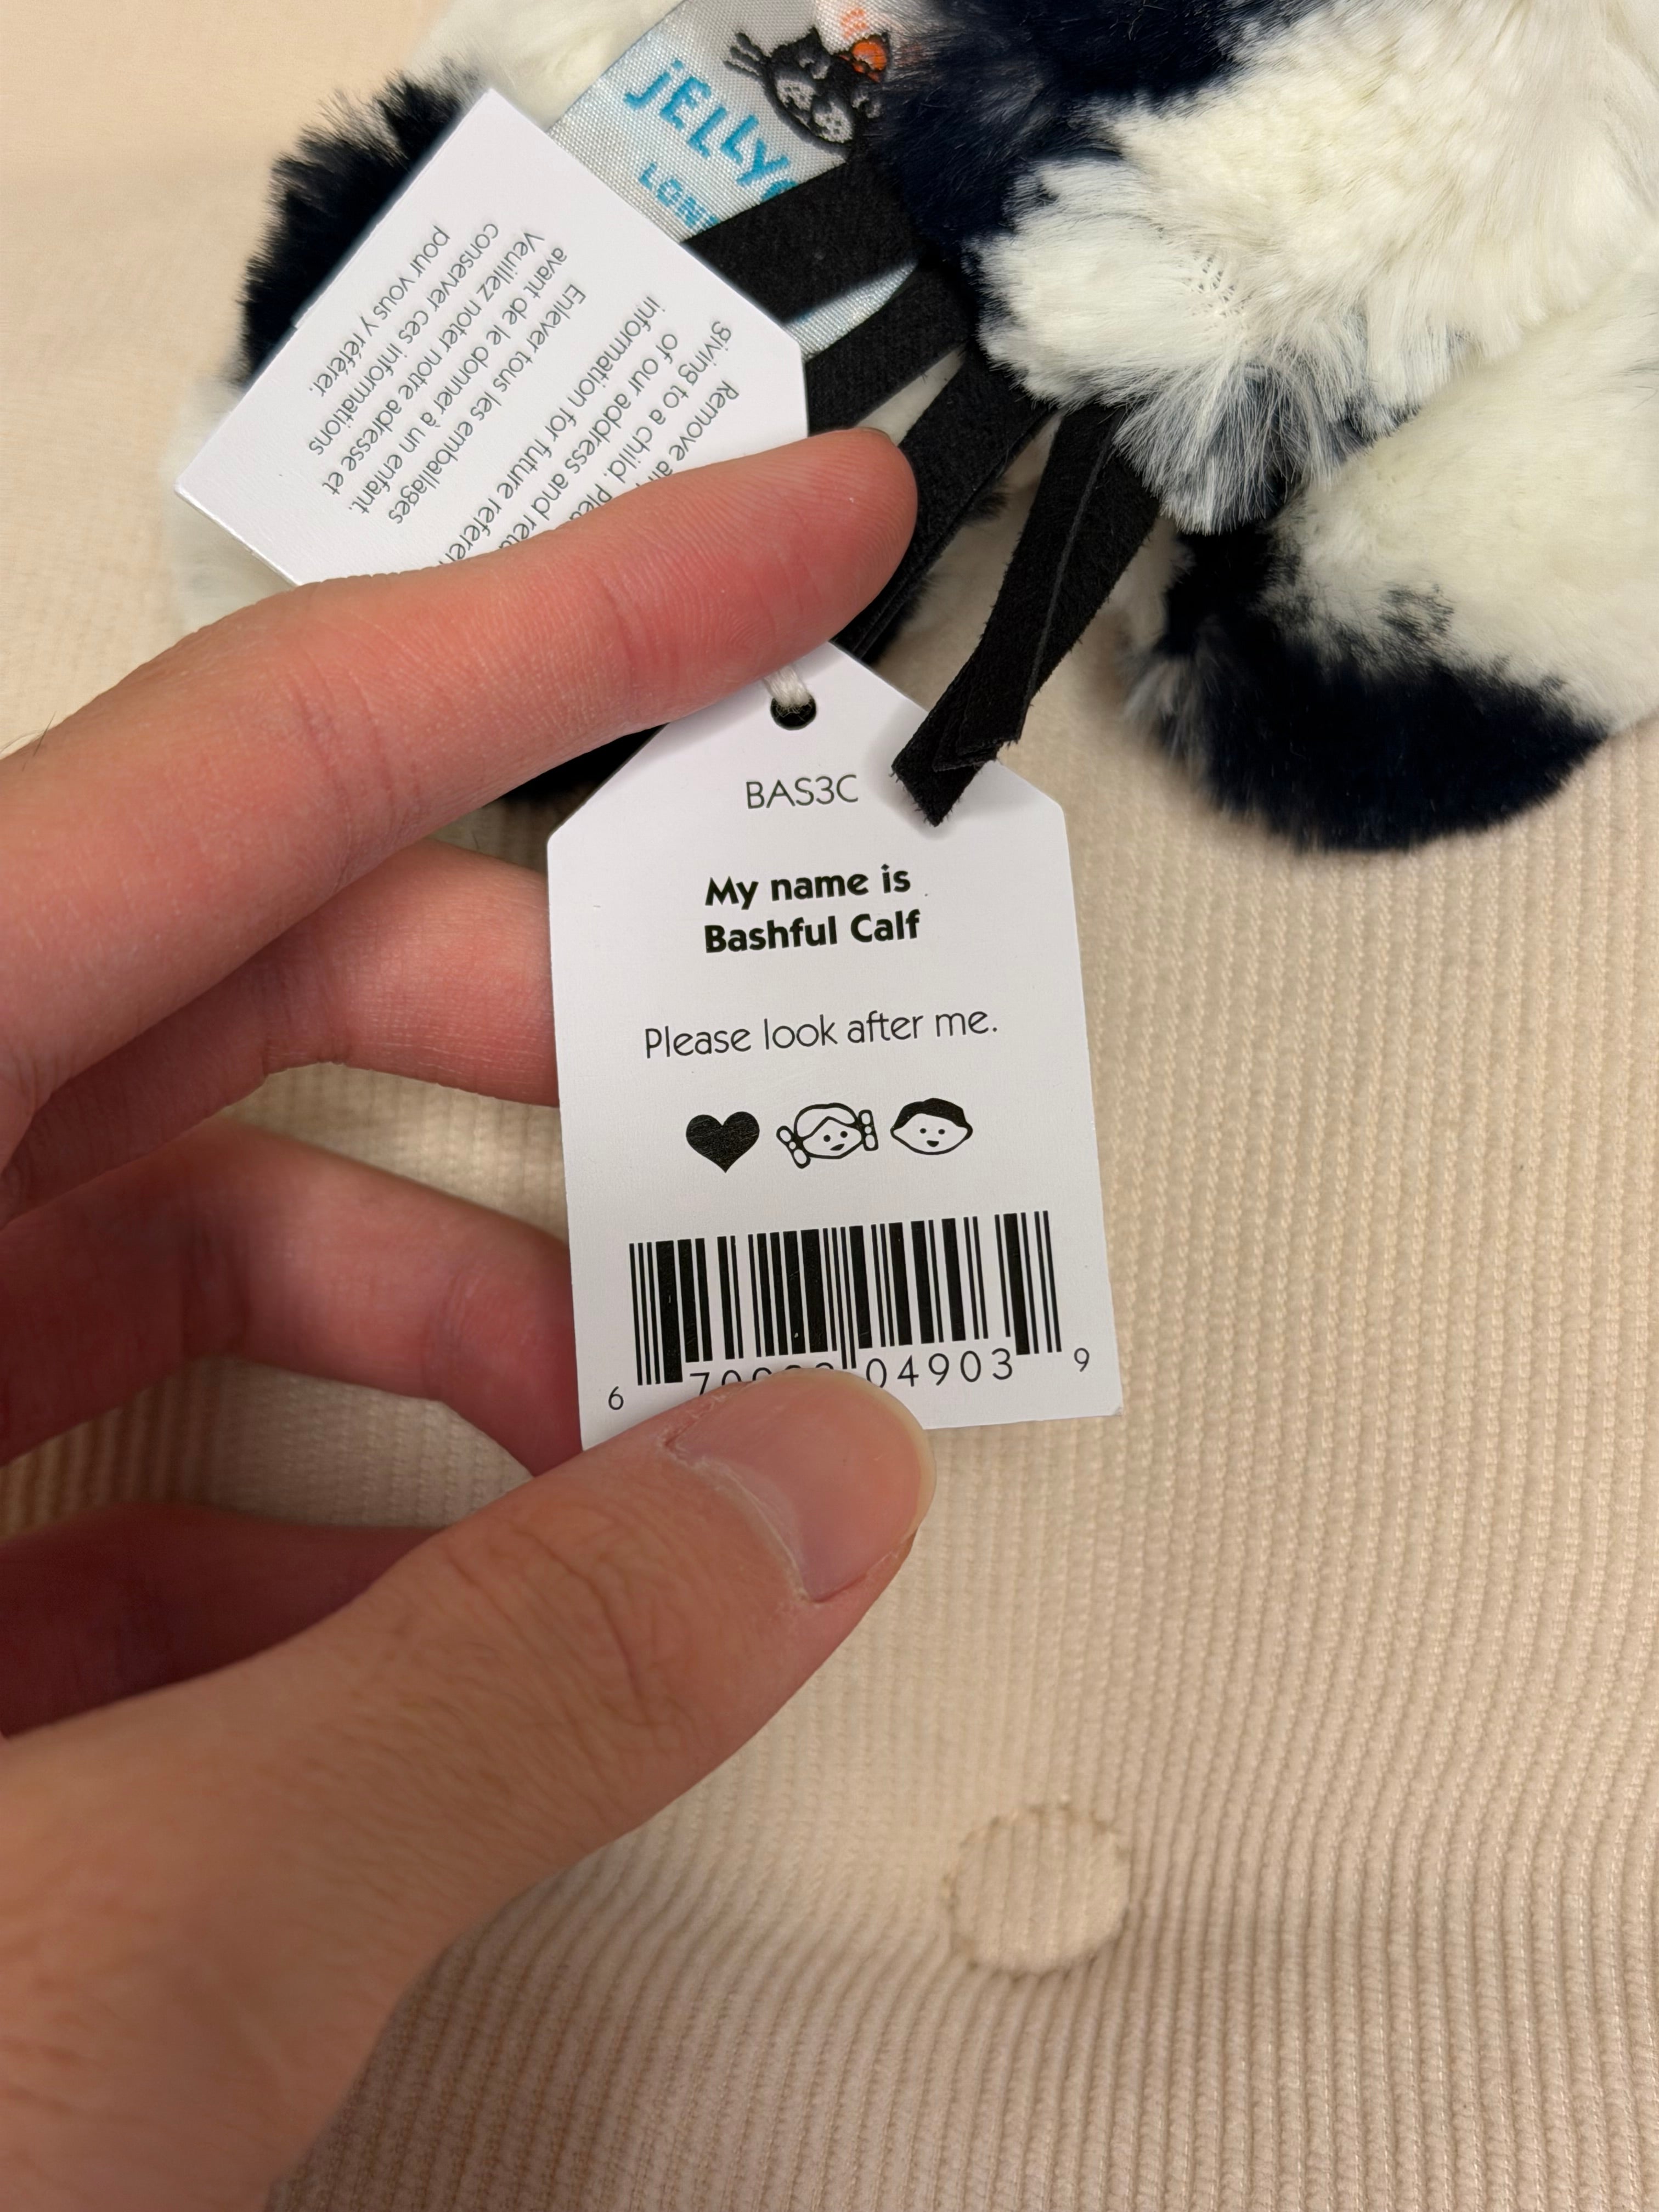 BAS3C
My name is
Bashful Calf
Please look after me.
6 04903 9
LON
Remove
giving to a child.
of our address and
information for future
Enlever tous les emballages
avant de le donner à un enfant.
Veuillez noter notre adresse et
conserver ces informations
pour vous y référer.